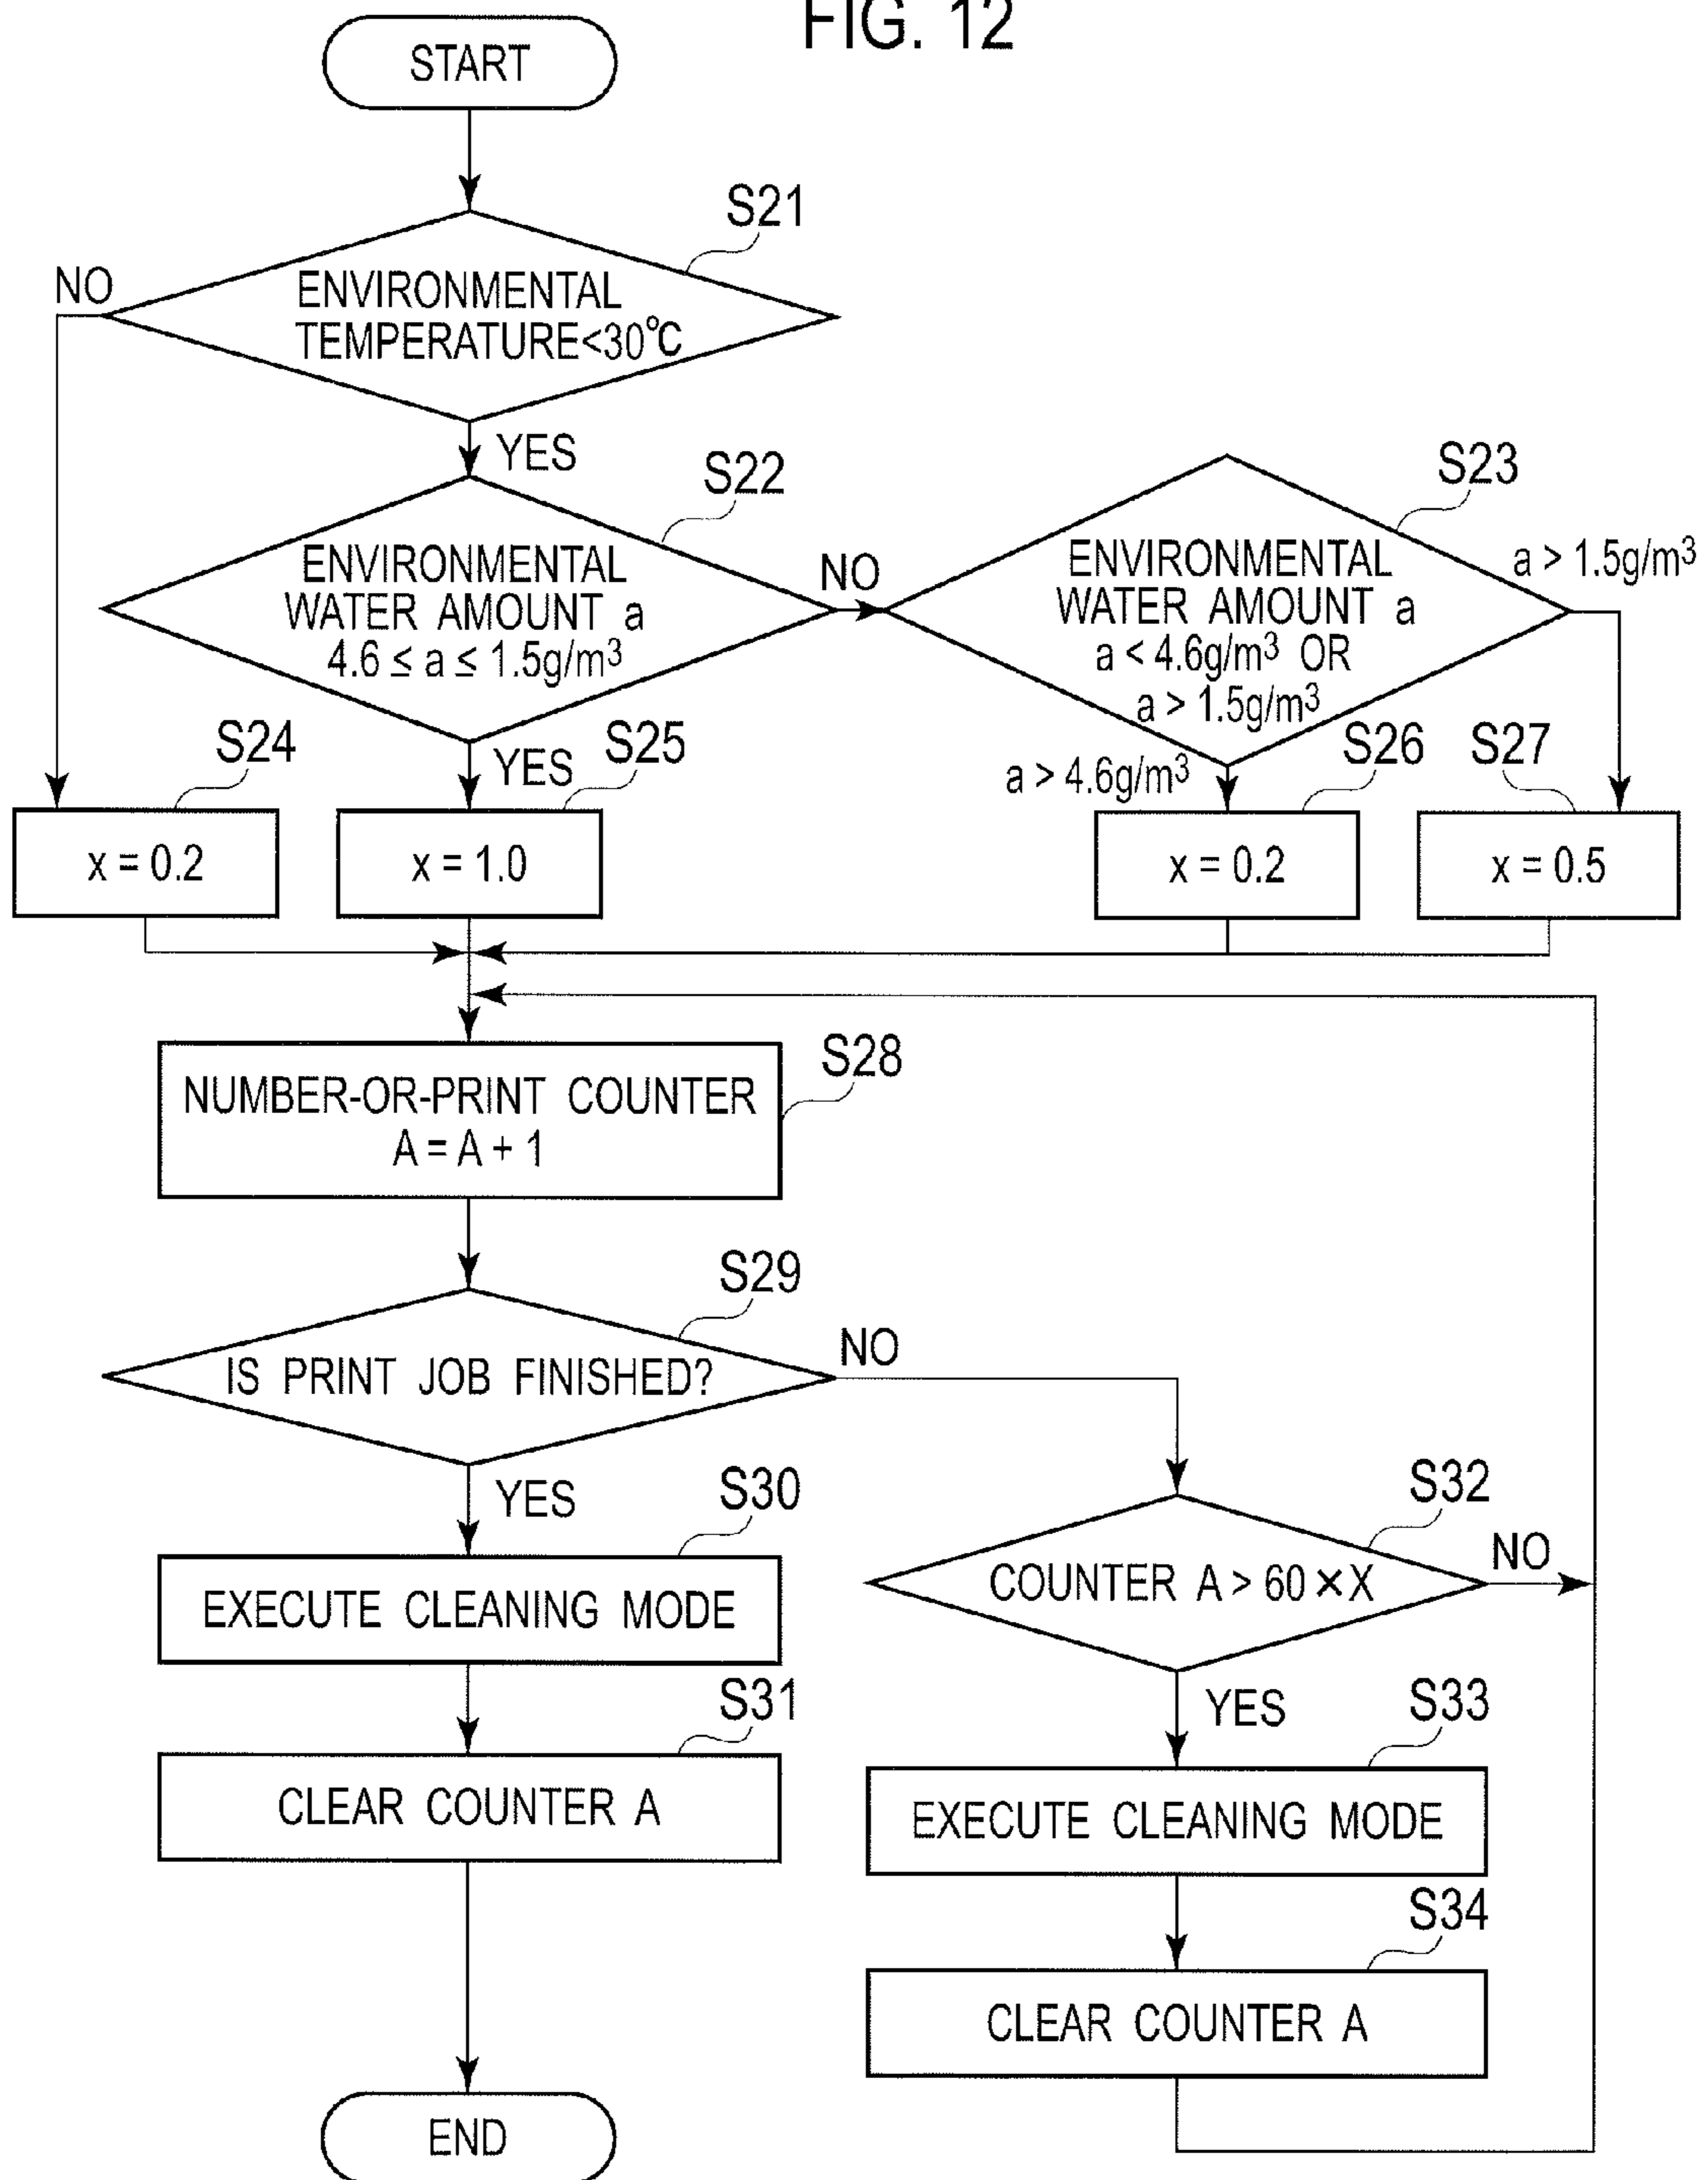 FIG. 12
START
S21
NO
ENVIRONMENTAL
TEMPERATURE<30°C
YES
S22
ENVIRONMENTAL
WATER AMOUNT a
4.6 ≤ a ≤ 1.5g/m³
NO
S23
ENVIRONMENTAL
WATER AMOUNT a
a < 4.6g/m³ OR
a > 1.5g/m³
a > 1.5g/m³
YES
a > 4.6g/m³
S24
x = 0.2
S25
x = 1.0
S26
x = 0.2
S27
x = 0.5
S28
NUMBER-OR-PRINT COUNTER
A = A + 1
S29
IS PRINT JOB FINISHED?
NO
YES
S30
EXECUTE CLEANING MODE
S31
CLEAR COUNTER A
END
S32
COUNTER A > 60 × X
NO
YES
S33
EXECUTE CLEANING MODE
S34
CLEAR COUNTER A